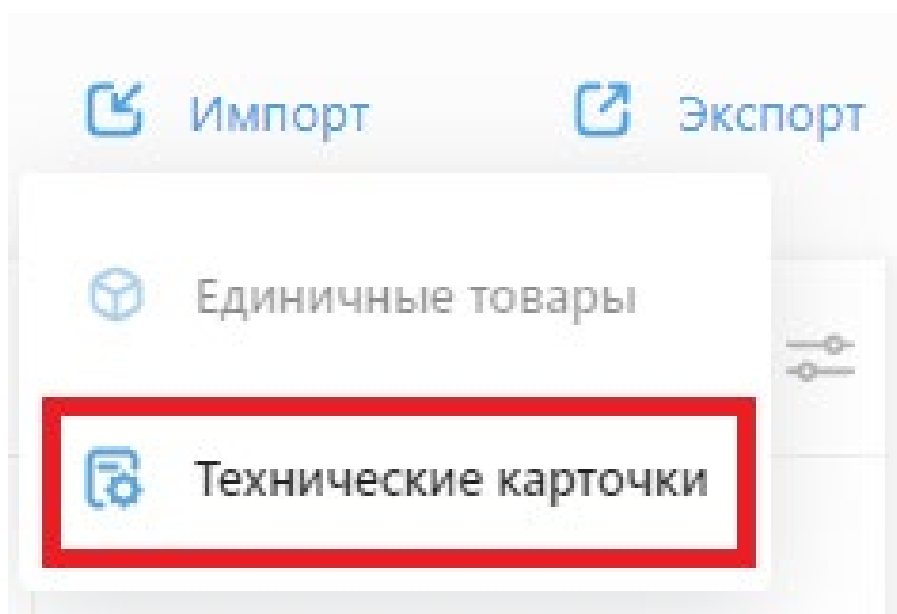 Импорт Экспорт
Единичные товары
Технические карточки